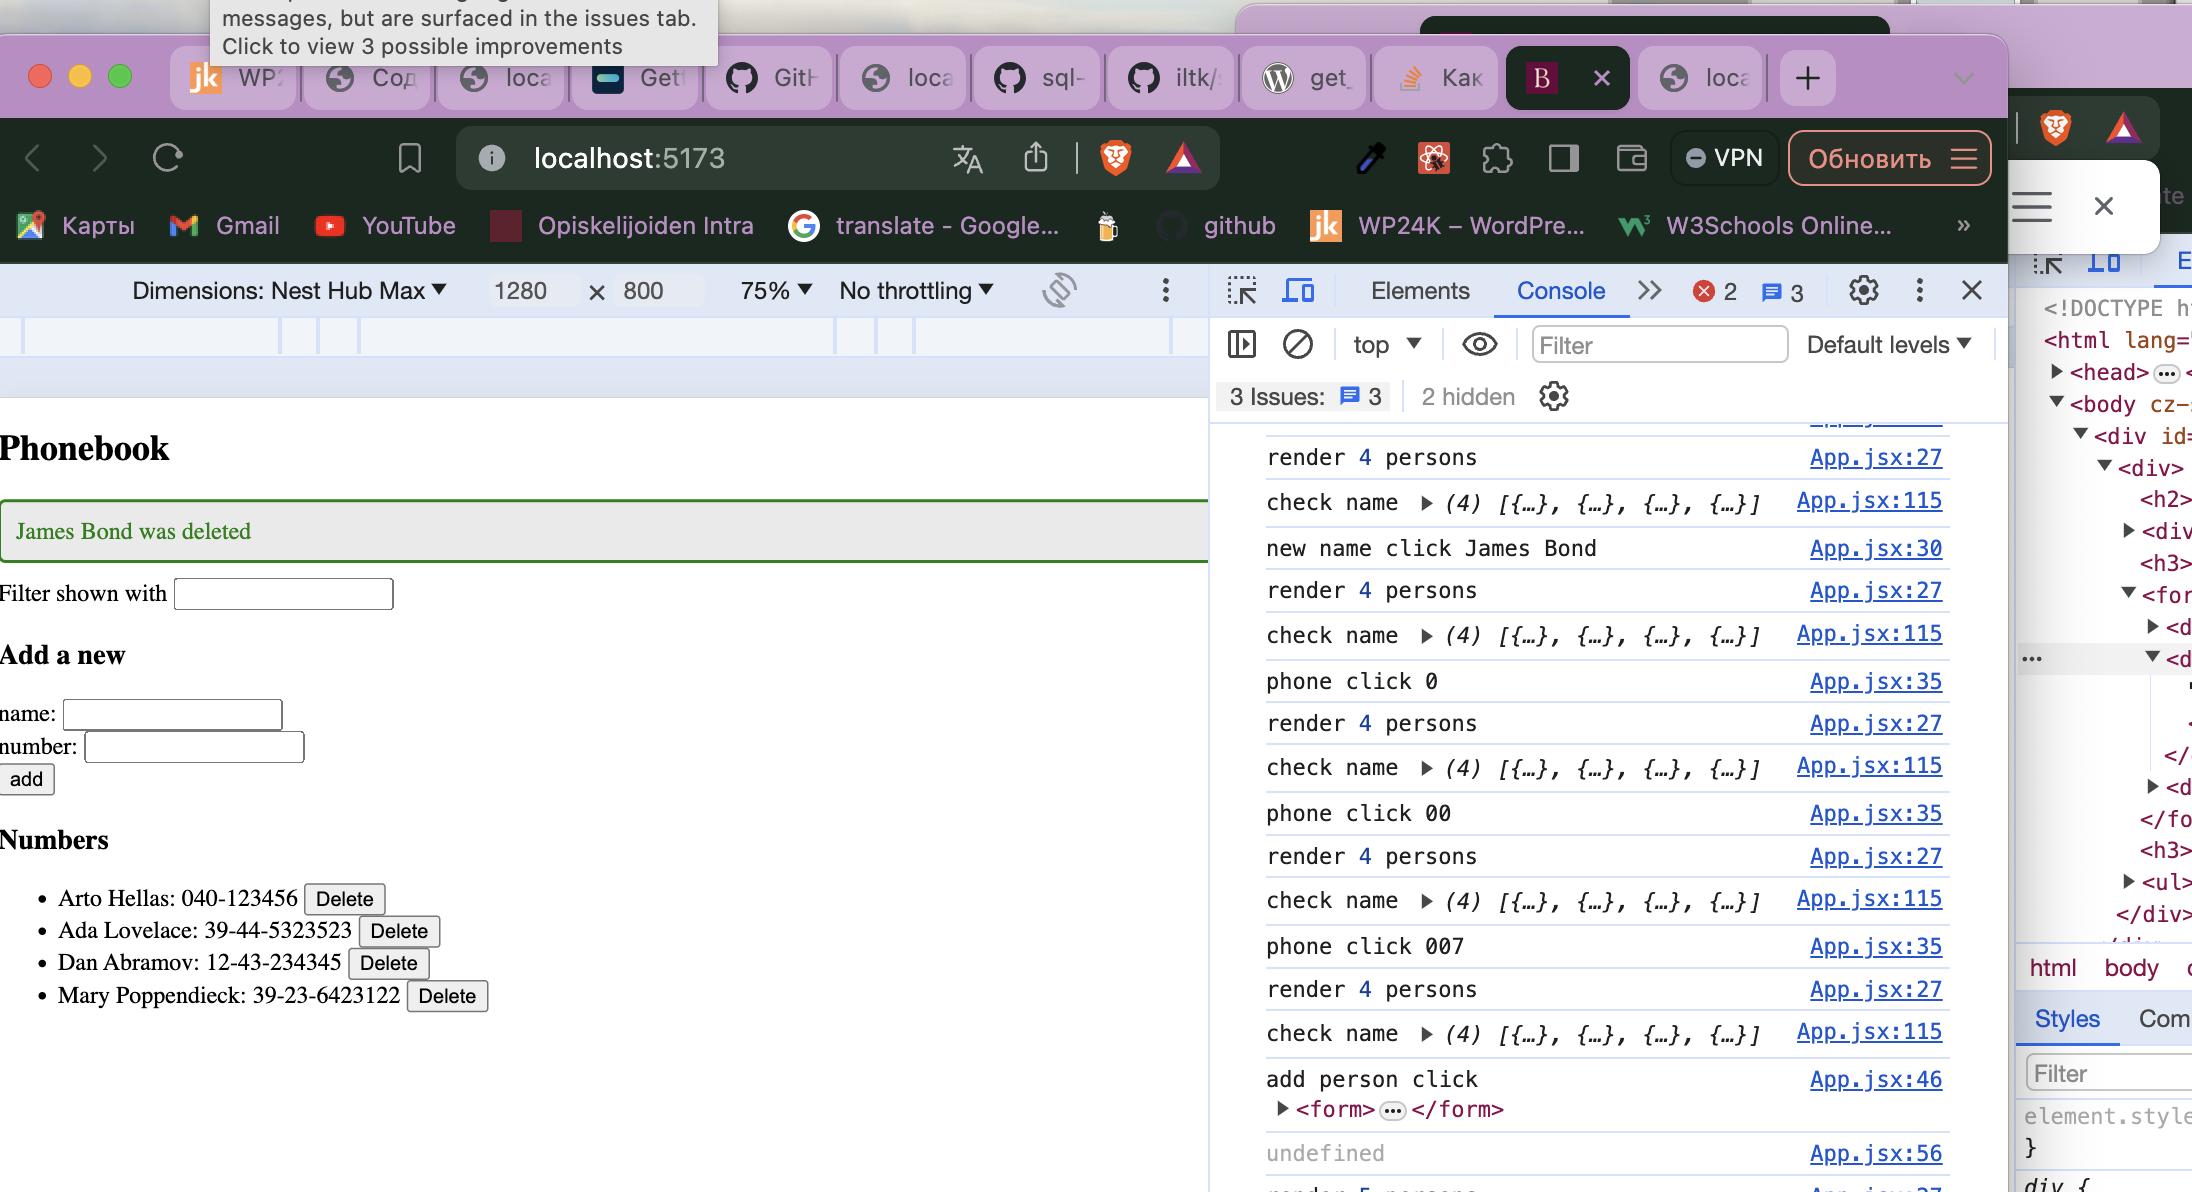 messages, but are surfaced in the issues tab.
Click to view 3 possible improvements
WP2
Сод
loca
Get
GitH
loca
sql-
iltk/
get_
Как
B
loca
localhost:5173
VPN
Обновить
Карты
Gmail
YouTube
Opiskelijoiden Intra
translate - Google...
github
WP24K – WordPre...
W3Schools Online...
»
Dimensions: Nest Hub Max
1280 × 800
75%
No throttling
Elements
Console
2
3
top
Filter
Default levels
3 Issues: 3
2 hidden
Phonebook
James Bond was deleted
Filter shown with
Add a new
name:
number:
add
Numbers
Arto Hellas: 040-123456 Delete
Ada Lovelace: 39-44-5323523 Delete
Dan Abramov: 12-43-234345 Delete
Mary Poppendieck: 39-23-6423122 Delete
render 4 persons App.jsx:27
check name (4) [{…}, {…}, {…}, {…}] App.jsx:115
new name click James Bond App.jsx:30
render 4 persons App.jsx:27
check name (4) [{…}, {…}, {…}, {…}] App.jsx:115
phone click 0 App.jsx:35
render 4 persons App.jsx:27
check name (4) [{…}, {…}, {…}, {…}] App.jsx:115
phone click 00 App.jsx:35
render 4 persons App.jsx:27
check name (4) [{…}, {…}, {…}, {…}] App.jsx:115
phone click 007 App.jsx:35
render 4 persons App.jsx:27
check name (4) [{…}, {…}, {…}, {…}] App.jsx:115
add person click App.jsx:46
<form>…</form>
undefined App.jsx:56
render 5 persons App.jsx:27
<!DOCTYPE ht
<html lang="
<head>…<
<body cz-s
<div id=
<div>
<h2>
<div
<h3>
<for
<d
<d
</
<d
</fo
<h3>
<ul>
</div>
html body
Styles Com
Filter
element.style
}
div {